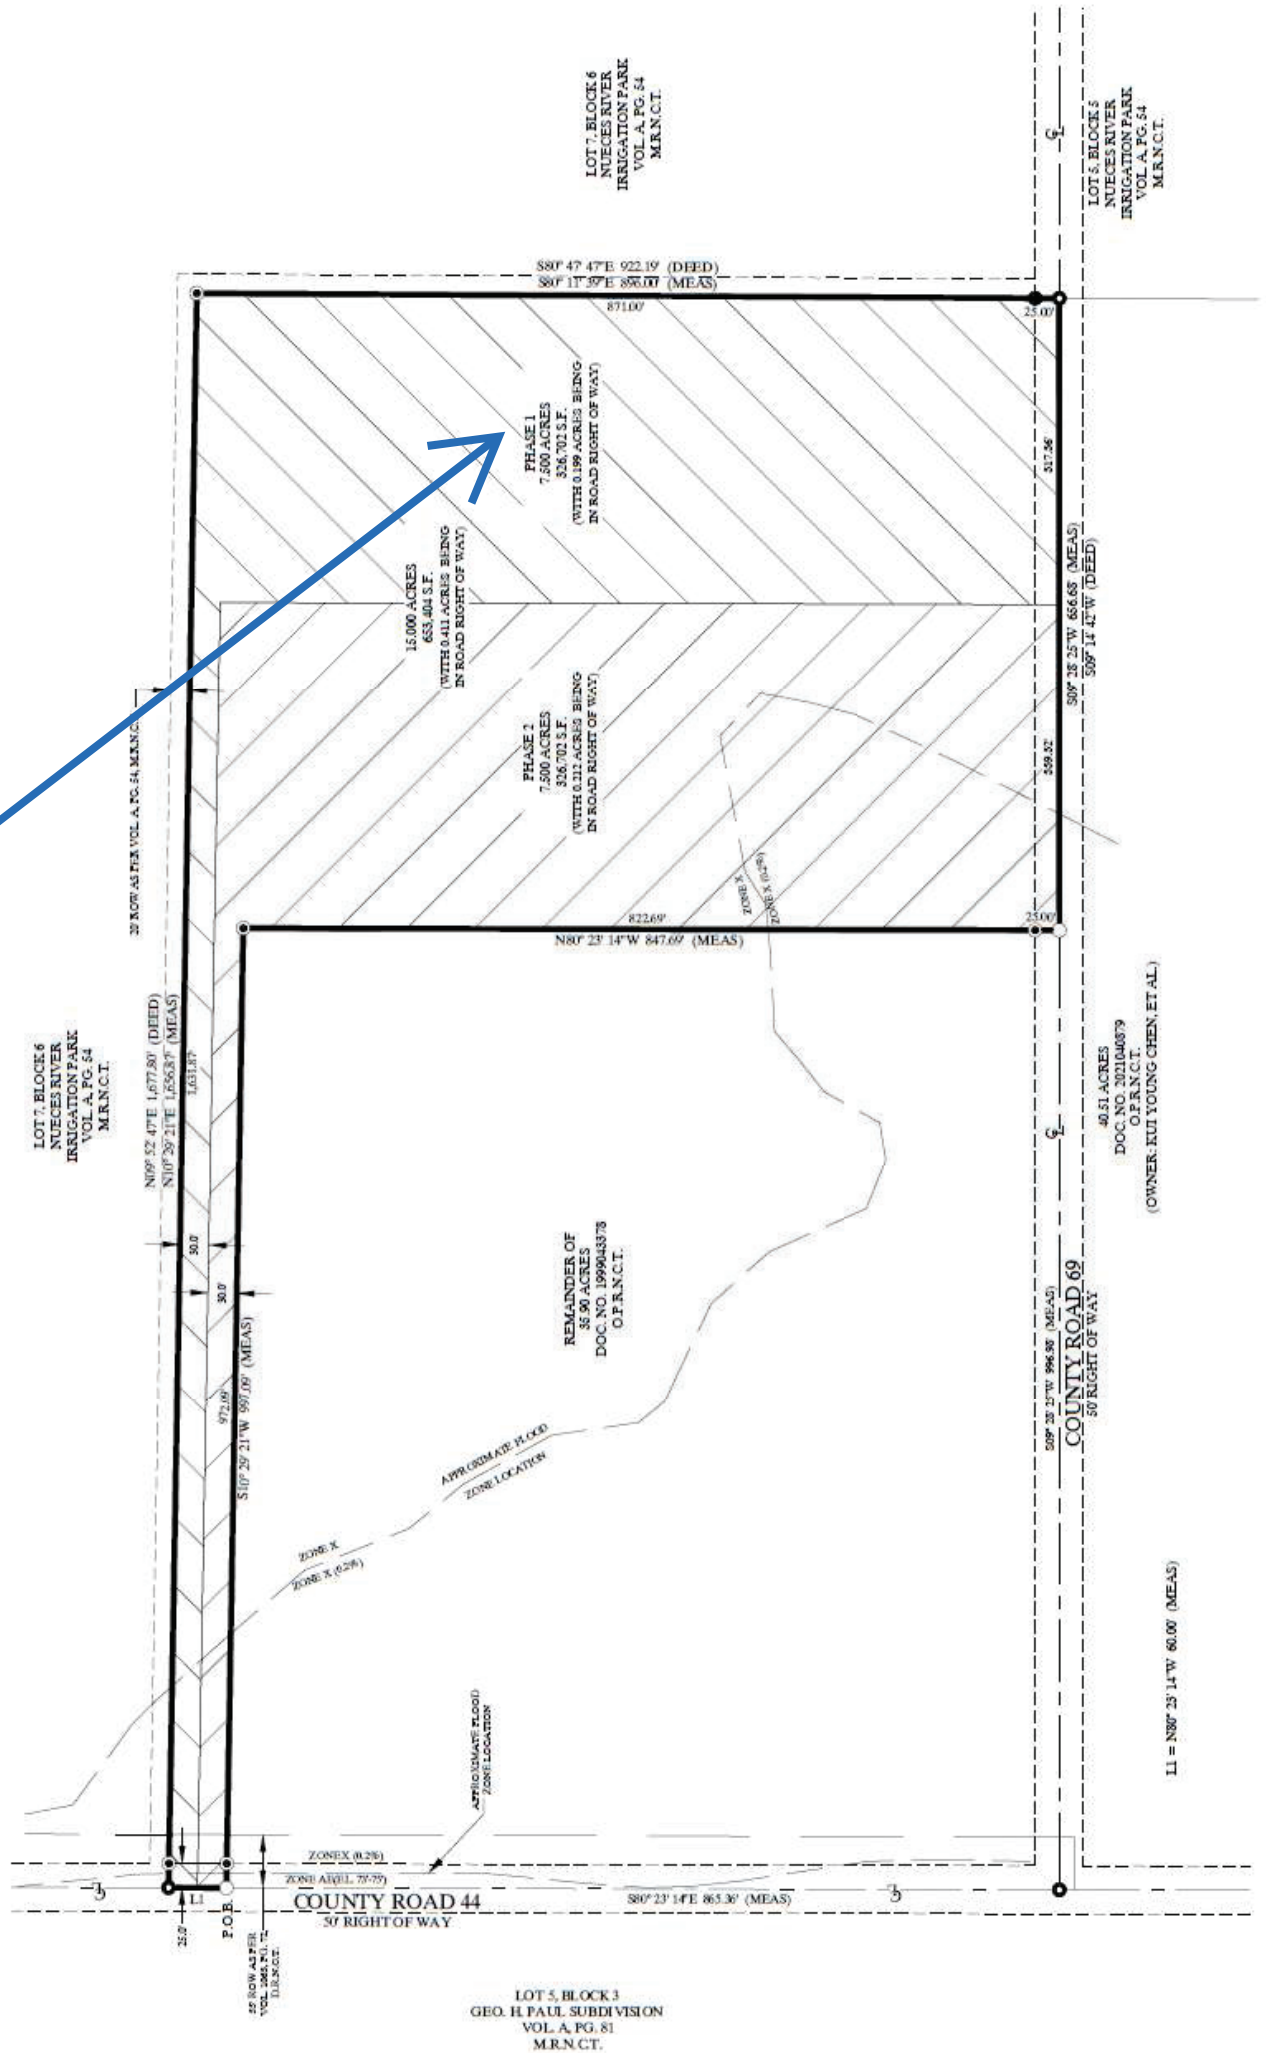 LOT 7, BLOCK 6
NUECES RIVER
IRRIGATION PARK
VOL. A, PG. 54
M.R.N.C.T.
LOT 5, BLOCK 5
NUECES RIVER
IRRIGATION PARK
VOL. A, PG. 54
M.R.N.C.T.
S80° 47' 47"E 922.19' (DEED)
S80° 11' 39"E 896.00' (MEAS)
871.00'
25.00'
PHASE 1
7.500 ACRES
326,702 S.F.
(WITH 0.199 ACRES BEING
IN ROAD RIGHT OF WAY)
317.36'
15.000 ACRES
653,404 S.F.
(WITH 0.411 ACRES BEING
IN ROAD RIGHT OF WAY)
S09° 28' 25"W 656.68' (MEAS)
S09° 14' 42"W (DEED)
PHASE 2
7.500 ACRES
326,702 S.F.
(WITH 0.212 ACRES BEING
IN ROAD RIGHT OF WAY)
339.32'
20' ROW AS PER VOL. A, PG. 54, M.R.N.C.
ZONE X
ZONE X (0.2%)
822.69'
25.00'
N80° 23' 14"W 847.69' (MEAS)
LOT 7, BLOCK 6
NUECES RIVER
IRRIGATION PARK
VOL. A, PG. 54
M.R.N.C.T.
N09° 52' 47"E 1,677.80' (DEED)
N10° 29' 21"E 1,656.87' (MEAS)
1,631.87'
40.51 ACRES
DOC. NO. 2021040879
O.P.R.N.C.T.
(OWNER: KUI YOUNG CHEN, ET AL.)
30.0'
30.0'
REMAINDER OF
35.90 ACRES
DOC. NO. 1999043378
O.P.R.N.C.T.
S09° 28' 25"W 996.98' (MEAS)
COUNTY ROAD 69
50' RIGHT OF WAY
972.09'
S10° 29' 21"W 997.09' (MEAS)
APPROXIMATE FLOOD
ZONE LOCATION
ZONE X
ZONE X (0.2%)
L1 = N80° 23' 14"W 60.00' (MEAS)
APPROXIMATE FLOOD
ZONE LOCATION
ZONE X (0.2%)
ZONE AE (EL. 73'-75')
L1
P.O.B.
25.0'
COUNTY ROAD 44
50' RIGHT OF WAY
S80° 23' 14"E 865.36' (MEAS)
D.R.N.C.T.
LOT 5, BLOCK 3
GEO. H. PAUL SUBDIVISION
VOL. A, PG. 81
M.R.N.C.T.